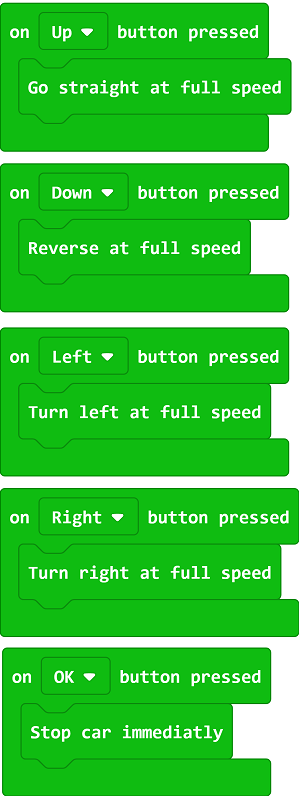 on Up button pressed
Go straight at full speed
on Down button pressed
Reverse at full speed
on Left button pressed
Turn left at full speed
on Right button pressed
Turn right at full speed
on OK button pressed
Stop car immediatly